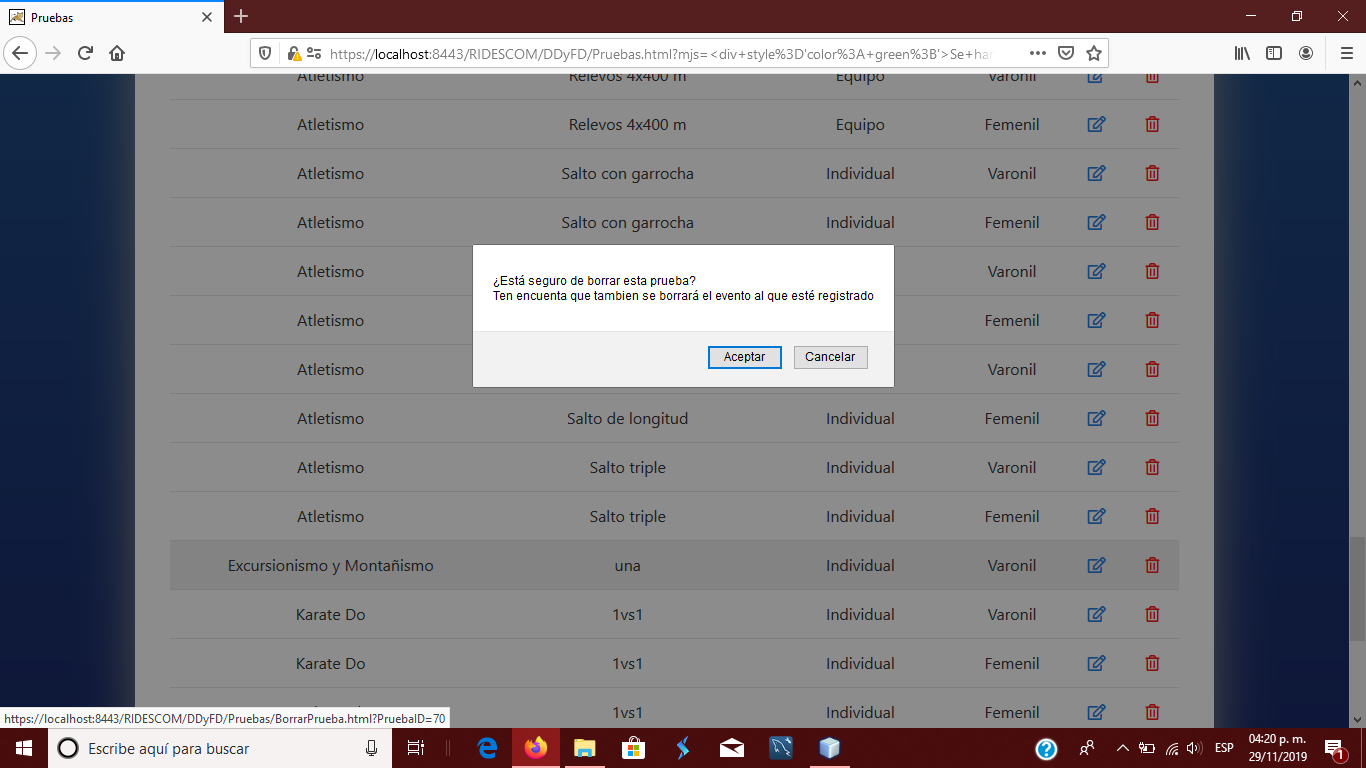 Pruebas
https://localhost:8443/RIDESCOM/DDyFD/Pruebas.html?mjs=<div+style%3D'color%3A+green%3B'>Se+har
Atletismo Relevos 4x400 m Equipo Varonil
Atletismo Relevos 4x400 m Equipo Femenil
Atletismo Salto con garrocha Individual Varonil
Atletismo Salto con garrocha Individual Femenil
Atletismo Varonil
Atletismo Femenil
Atletismo Varonil
¿Está seguro de borrar esta prueba?
Ten encuenta que tambien se borrará el evento al que esté registrado
Aceptar Cancelar
Atletismo Salto de longitud Individual Femenil
Atletismo Salto triple Individual Varonil
Atletismo Salto triple Individual Femenil
Excursionismo y Montañismo una Individual Varonil
Karate Do 1vs1 Individual Varonil
Karate Do 1vs1 Individual Femenil
1vs1 Individual Femenil
https://localhost:8443/RIDESCOM/DDyFD/Pruebas/BorrarPrueba.html?PruebaID=70
Escribe aquí para buscar
ESP
04:20 p. m.
29/11/2019
1